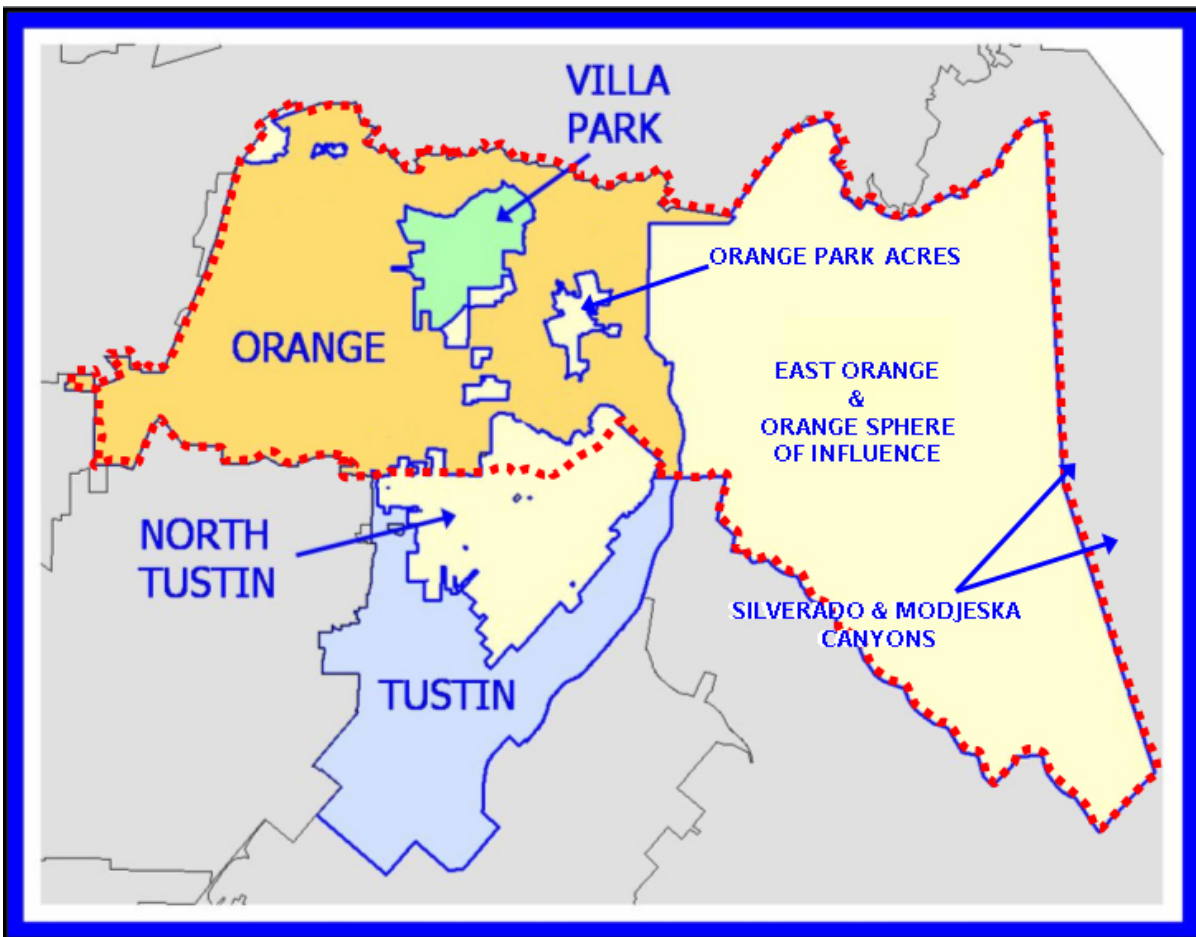 VILLA
PARK
ORANGE PARK ACRES
ORANGE
EAST ORANGE
&
ORANGE SPHERE
OF INFLUENCE
NORTH
TUSTIN
SILVERADO & MODJESKA
CANYONS
TUSTIN